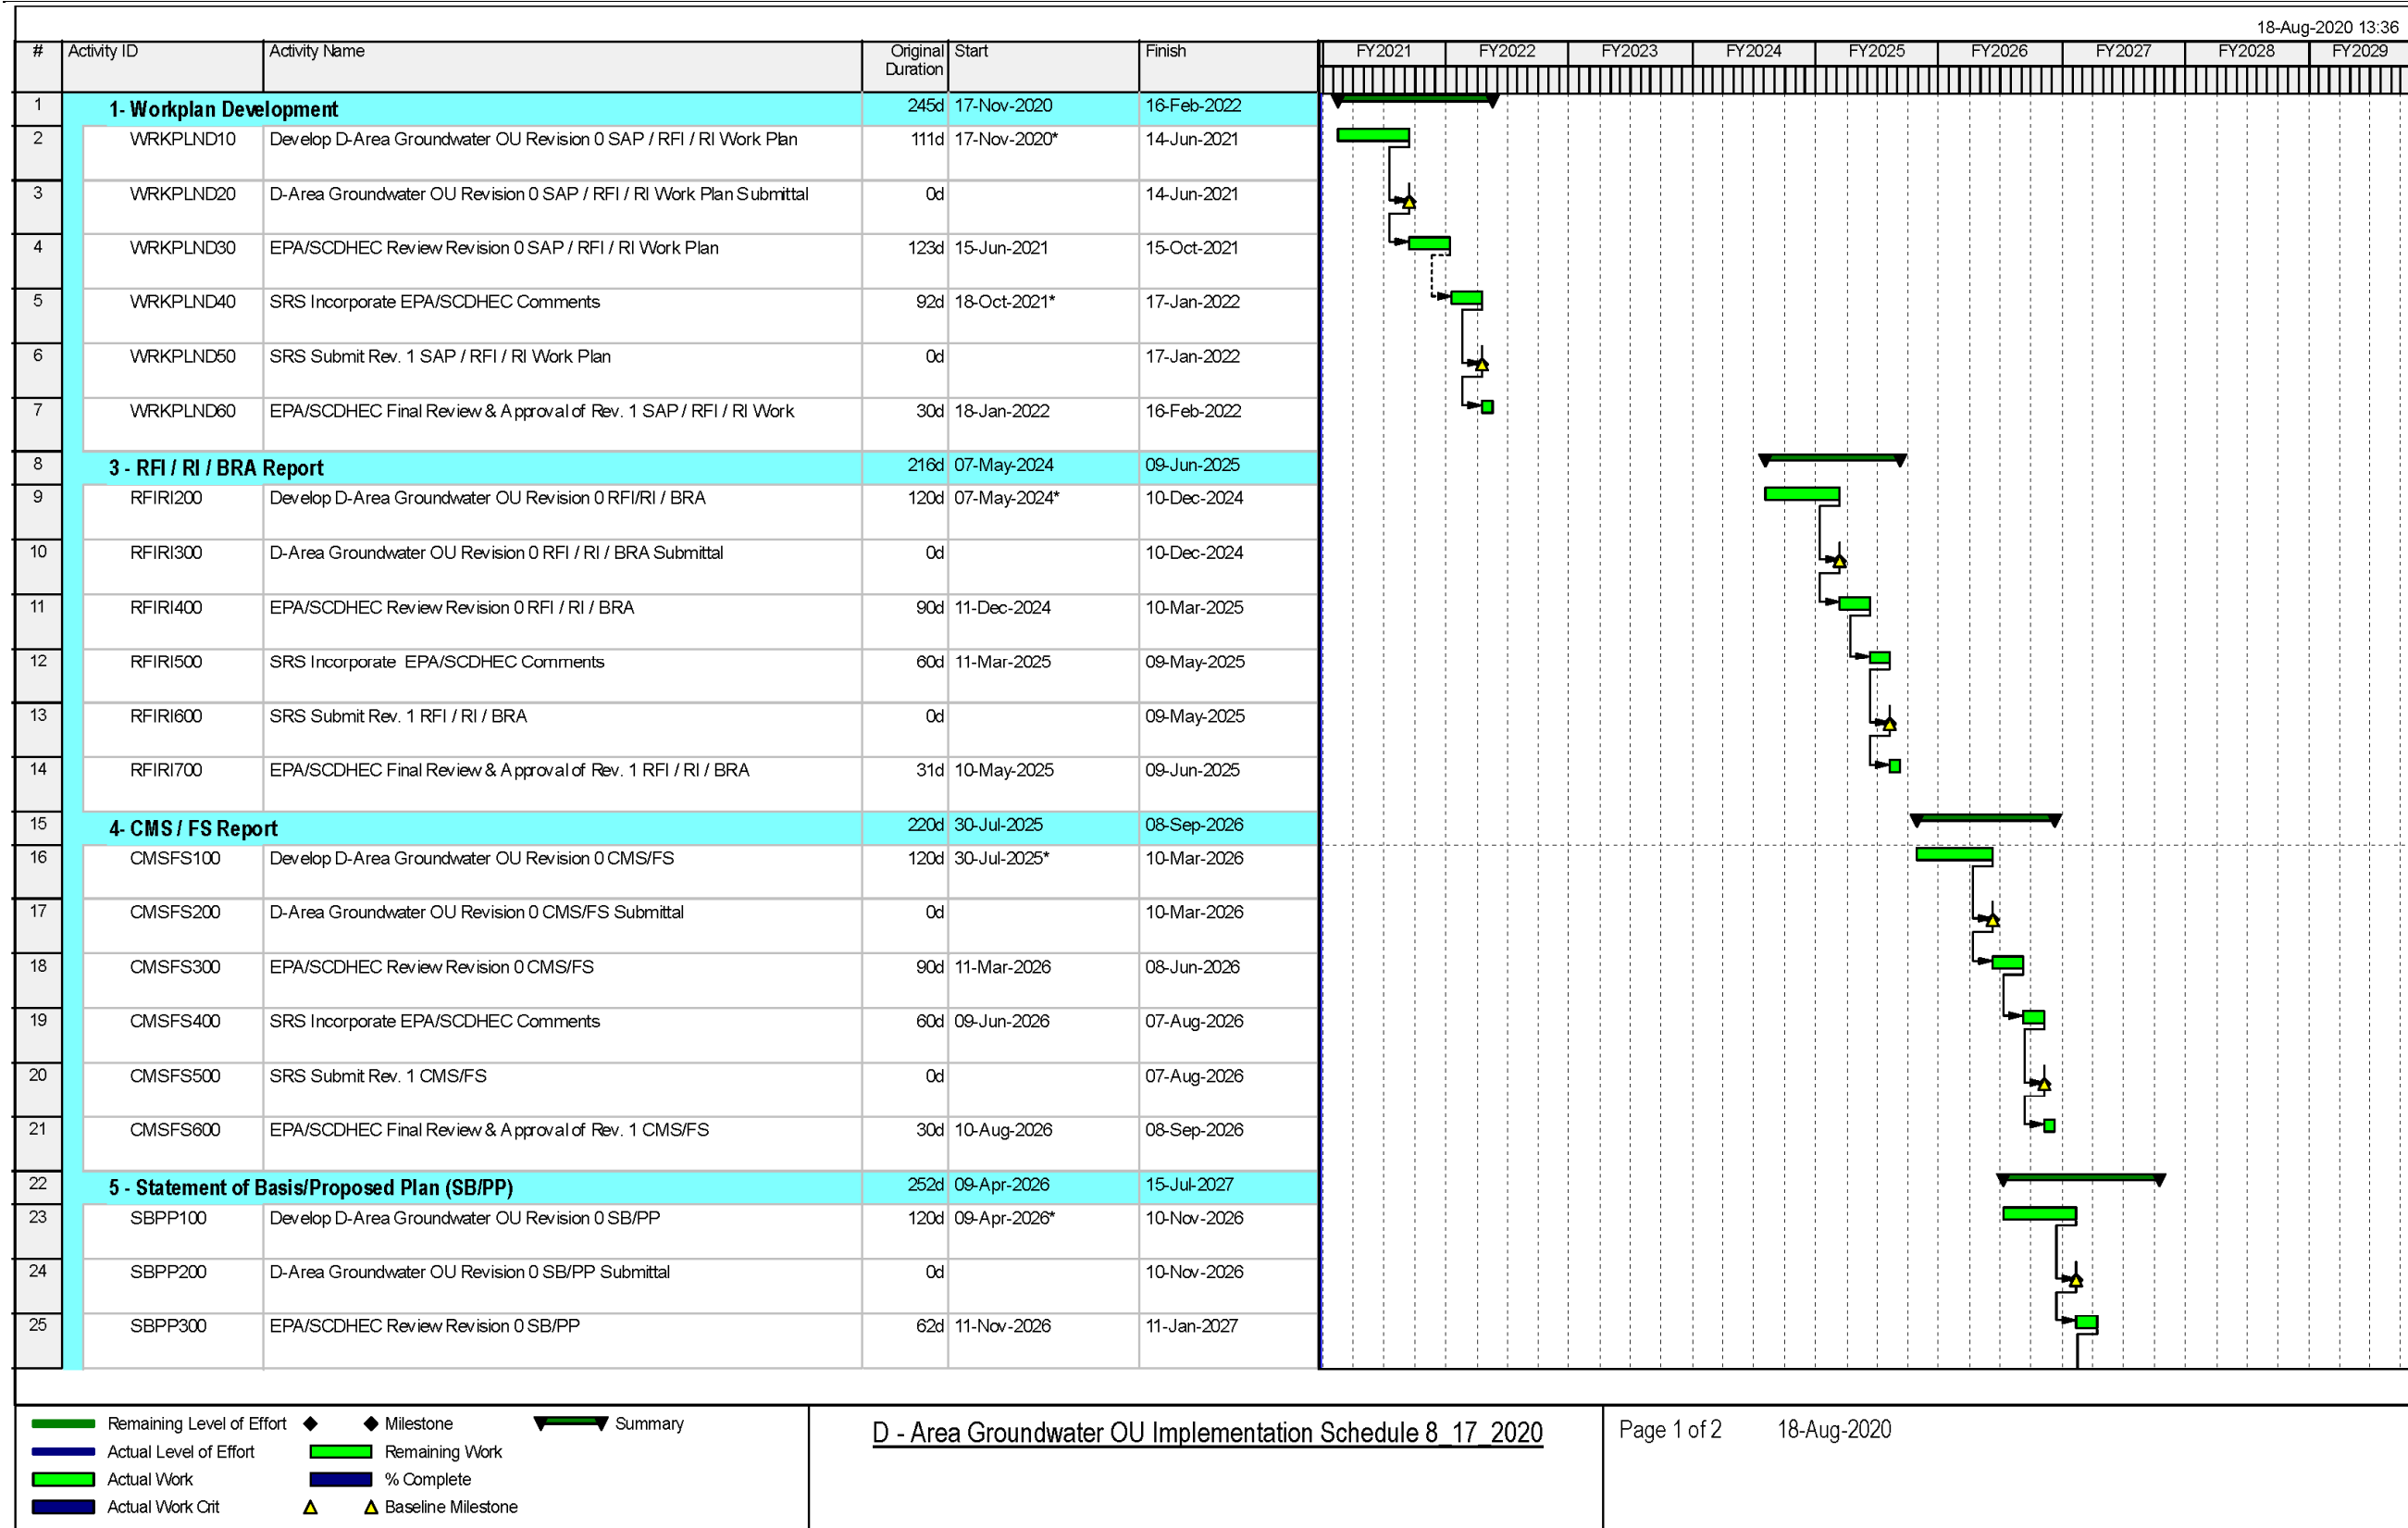 18-Aug-2020 13:36
# Activity ID Activity Name Original Duration Start Finish FY2021 FY2022 FY2023 FY2024 FY2025 FY2026 FY2027 FY2028 FY2029
1 1- Workplan Development 245d 17-Nov-2020 16-Feb-2022
2 WRKPLND10 Develop D-Area Groundwater OU Revision 0 SAP / RFI / RI Work Plan 111d 17-Nov-2020* 14-Jun-2021
3 WRKPLND20 D-Area Groundwater OU Revision 0 SAP / RFI / RI Work Plan Submittal 0d 14-Jun-2021
4 WRKPLND30 EPA/SCDHEC Review Revision 0 SAP / RFI / RI Work Plan 123d 15-Jun-2021 15-Oct-2021
5 WRKPLND40 SRS Incorporate EPA/SCDHEC Comments 92d 18-Oct-2021* 17-Jan-2022
6 WRKPLND50 SRS Submit Rev. 1 SAP / RFI / RI Work Plan 0d 17-Jan-2022
7 WRKPLND60 EPA/SCDHEC Final Review & Approval of Rev. 1 SAP / RFI / RI Work 30d 18-Jan-2022 16-Feb-2022
8 3 - RFI / RI / BRA Report 216d 07-May-2024 09-Jun-2025
9 RFIRI200 Develop D-Area Groundwater OU Revision 0 RFI/RI / BRA 120d 07-May-2024* 10-Dec-2024
10 RFIRI300 D-Area Groundwater OU Revision 0 RFI / RI / BRA Submittal 0d 10-Dec-2024
11 RFIRI400 EPA/SCDHEC Review Revision 0 RFI / RI / BRA 90d 11-Dec-2024 10-Mar-2025
12 RFIRI500 SRS Incorporate EPA/SCDHEC Comments 60d 11-Mar-2025 09-May-2025
13 RFIRI600 SRS Submit Rev. 1 RFI / RI / BRA 0d 09-May-2025
14 RFIRI700 EPA/SCDHEC Final Review & Approval of Rev. 1 RFI / RI / BRA 31d 10-May-2025 09-Jun-2025
15 4- CMS / FS Report 220d 30-Jul-2025 08-Sep-2026
16 CMSFS100 Develop D-Area Groundwater OU Revision 0 CMS/FS 120d 30-Jul-2025* 10-Mar-2026
17 CMSFS200 D-Area Groundwater OU Revision 0 CMS/FS Submittal 0d 10-Mar-2026
18 CMSFS300 EPA/SCDHEC Review Revision 0 CMS/FS 90d 11-Mar-2026 08-Jun-2026
19 CMSFS400 SRS Incorporate EPA/SCDHEC Comments 60d 09-Jun-2026 07-Aug-2026
20 CMSFS500 SRS Submit Rev. 1 CMS/FS 0d 07-Aug-2026
21 CMSFS600 EPA/SCDHEC Final Review & Approval of Rev. 1 CMS/FS 30d 10-Aug-2026 08-Sep-2026
22 5 - Statement of Basis/Proposed Plan (SB/PP) 252d 09-Apr-2026 15-Jul-2027
23 SBPP100 Develop D-Area Groundwater OU Revision 0 SB/PP 120d 09-Apr-2026* 10-Nov-2026
24 SBPP200 D-Area Groundwater OU Revision 0 SB/PP Submittal 0d 10-Nov-2026
25 SBPP300 EPA/SCDHEC Review Revision 0 SB/PP 62d 11-Nov-2026 11-Jan-2027
Remaining Level of Effort Milestone Summary
Actual Level of Effort Remaining Work
Actual Work % Complete
Actual Work Crit Baseline Milestone
D - Area Groundwater OU Implementation Schedule 8_17_2020
Page 1 of 2 18-Aug-2020